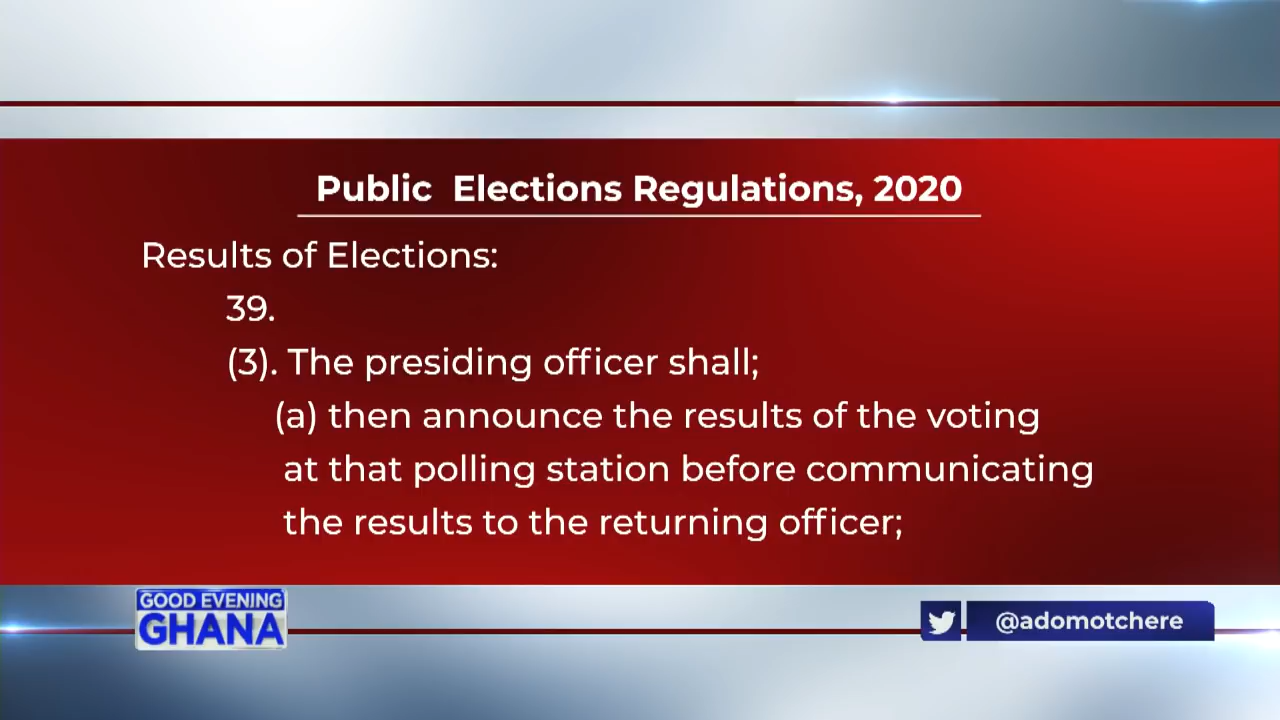 Public Elections Regulations, 2020
Results of Elections:
39.
(3). The presiding officer shall;
(a) then announce the results of the voting
at that polling station before communicating
the results to the returning officer;
GOOD EVENING
GHANA
@adomotchere